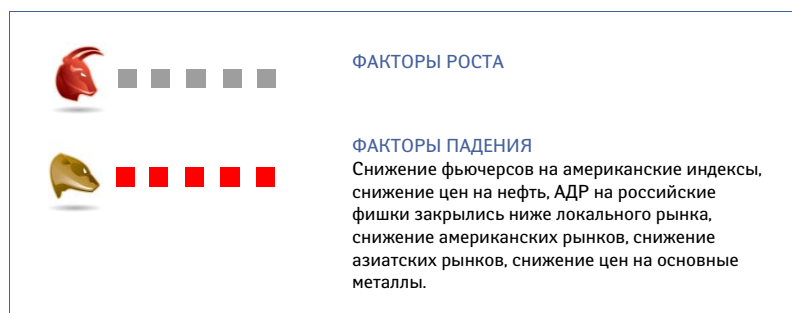 ФАКТОРЫ РОСТА
ФАКТОРЫ ПАДЕНИЯ
Снижение фьючерсов на американские индексы,
снижение цен на нефть, АДР на российские
фишки закрылись ниже локального рынка,
снижение американских рынков, снижение
азиатских рынков, снижение цен на основные
металлы.